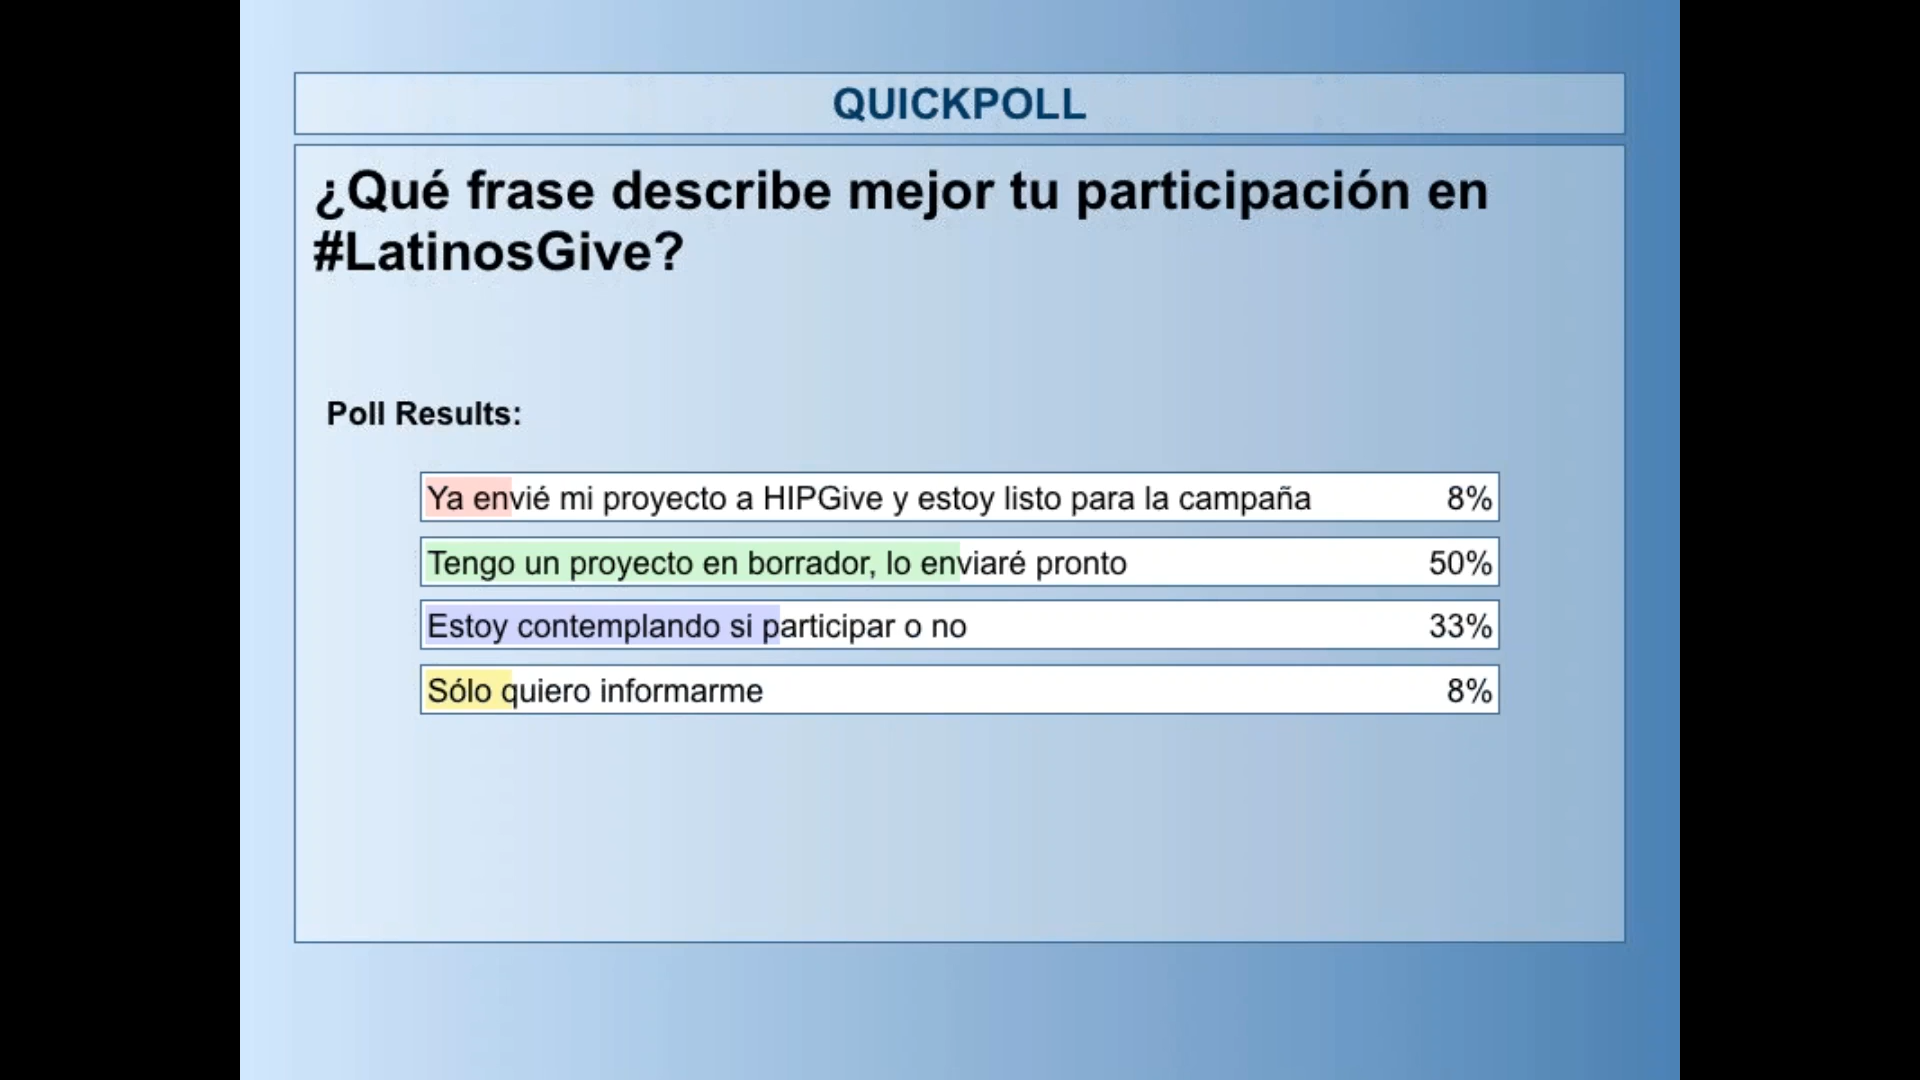 QUICKPOLL
¿Qué frase describe mejor tu participación en
#LatinosGive?
Poll Results:
Ya envié mi proyecto a HIPGive y estoy listo para la campaña 8%
Tengo un proyecto en borrador, lo enviaré pronto 50%
Estoy contemplando si participar o no 33%
Sólo quiero informarme 8%